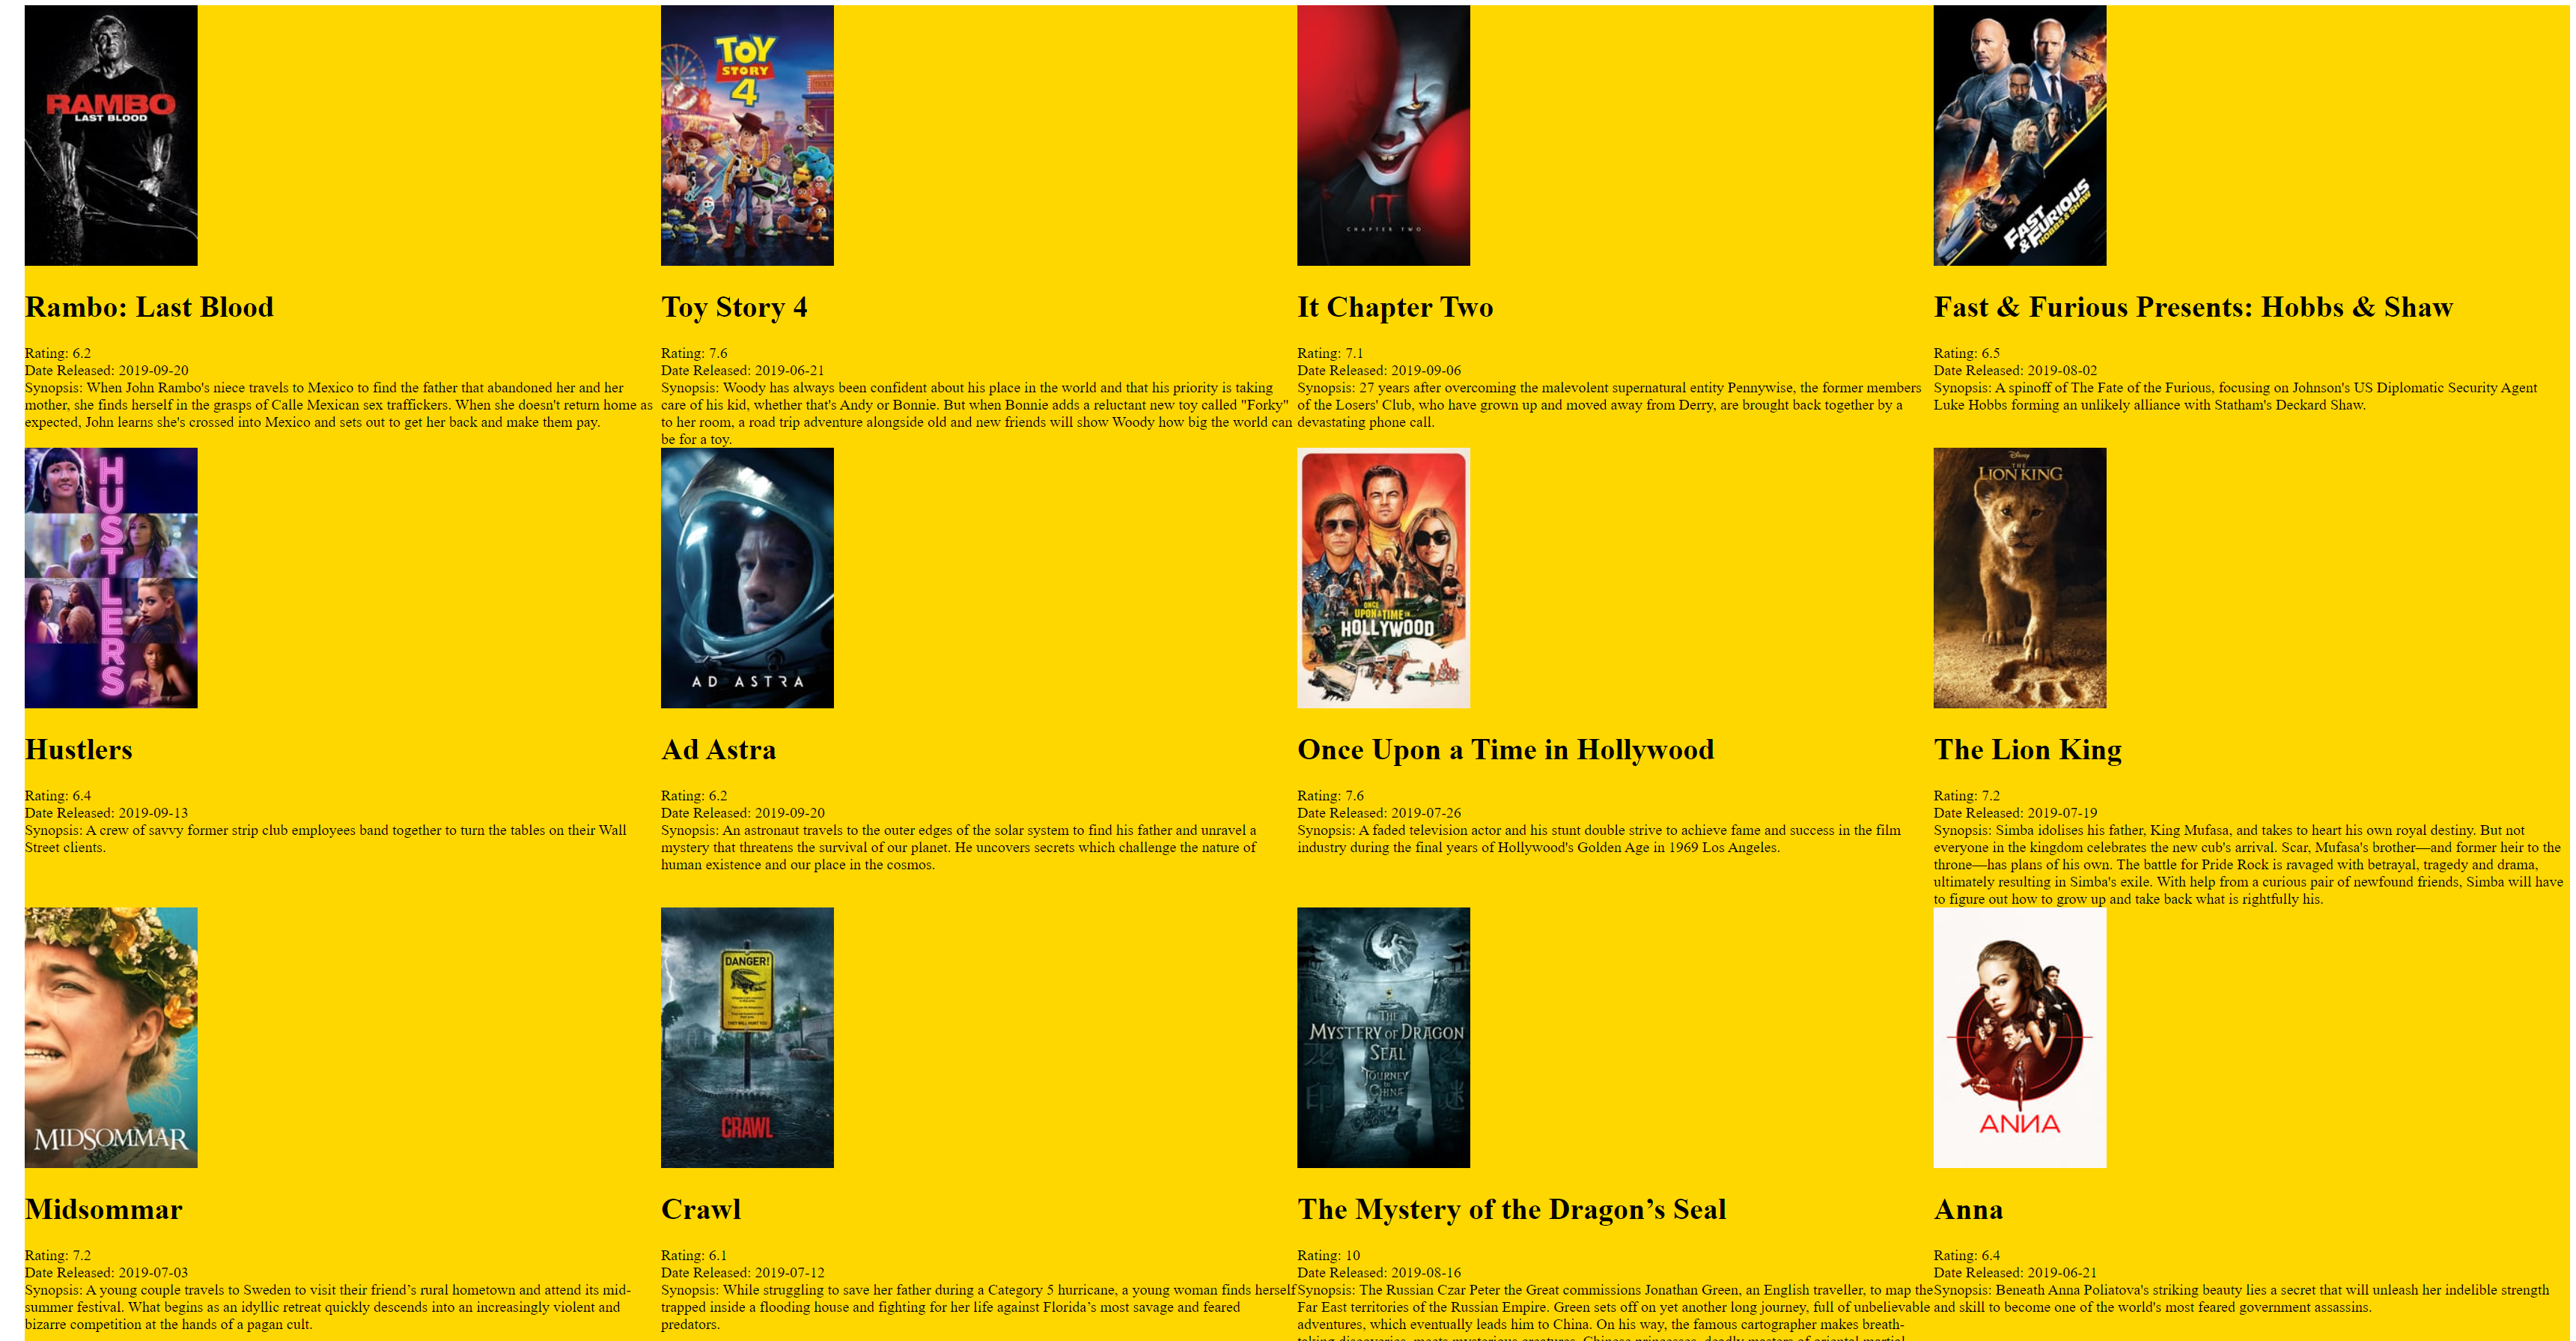 RAMBO
LAST BLOOD
TOY
STORY
4
CHAPTER TWO
FAST
& FURIOUS
HOBBS & SHAW
Rambo: Last Blood
Rating: 6.2
Date Released: 2019-09-20
Synopsis: When John Rambo's niece travels to Mexico to find the father that abandoned her and her
mother, she finds herself in the grasps of Calle Mexican sex traffickers. When she doesn't return home as
expected, John learns she's crossed into Mexico and sets out to get her back and make them pay.
Toy Story 4
Rating: 7.6
Date Released: 2019-06-21
Synopsis: Woody has always been confident about his place in the world and that his priority is taking
care of his kid, whether that's Andy or Bonnie. But when Bonnie adds a reluctant new toy called "Forky"
to her room, a road trip adventure alongside old and new friends will show Woody how big the world can
be for a toy.
It Chapter Two
Rating: 7.1
Date Released: 2019-09-06
Synopsis: 27 years after overcoming the malevolent supernatural entity Pennywise, the former members
of the Losers' Club, who have grown up and moved away from Derry, are brought back together by a
devastating phone call.
Fast & Furious Presents: Hobbs & Shaw
Rating: 6.5
Date Released: 2019-08-02
Synopsis: A spinoff of The Fate of the Furious, focusing on Johnson's US Diplomatic Security Agent
Luke Hobbs forming an unlikely alliance with Statham's Deckard Shaw.
HUSTLERS
AD ASTRA
ONCE
UPON A TIME IN
HOLLYWOOD
Disney
THE
LION KING
Hustlers
Rating: 6.4
Date Released: 2019-09-13
Synopsis: A crew of savvy former strip club employees band together to turn the tables on their Wall
Street clients.
Ad Astra
Rating: 6.2
Date Released: 2019-09-20
Synopsis: An astronaut travels to the outer edges of the solar system to find his father and unravel a
mystery that threatens the survival of our planet. He uncovers secrets which challenge the nature of
human existence and our place in the cosmos.
Once Upon a Time in Hollywood
Rating: 7.6
Date Released: 2019-07-26
Synopsis: A faded television actor and his stunt double strive to achieve fame and success in the film
industry during the final years of Hollywood's Golden Age in 1969 Los Angeles.
The Lion King
Rating: 7.2
Date Released: 2019-07-19
Synopsis: Simba idolises his father, King Mufasa, and takes to heart his own royal destiny. But not
everyone in the kingdom celebrates the new cub's arrival. Scar, Mufasa's brother—and former heir to the
throne—has plans of his own. The battle for Pride Rock is ravaged with betrayal, tragedy and drama,
ultimately resulting in Simba's exile. With help from a curious pair of newfound friends, Simba will have
to figure out how to grow up and take back what is rightfully his.
MIDSOMMAR
DANGER!
THEY WILL HURT YOU
CRAWL
THE
MYSTERY OF DRAGON
SEAL
JOURNEY
TO
CHINA
印 謎
ANNA
Midsommar
Rating: 7.2
Date Released: 2019-07-03
Synopsis: A young couple travels to Sweden to visit their friend’s rural hometown and attend its mid-
summer festival. What begins as an idyllic retreat quickly descends into an increasingly violent and
bizarre competition at the hands of a pagan cult.
Crawl
Rating: 6.1
Date Released: 2019-07-12
Synopsis: While struggling to save her father during a Category 5 hurricane, a young woman finds herself
trapped inside a flooding house and fighting for her life against Florida’s most savage and feared
predators.
The Mystery of the Dragon’s Seal
Rating: 10
Date Released: 2019-08-16
Synopsis: The Russian Czar Peter the Great commissions Jonathan Green, an English traveller, to map the
Far East territories of the Russian Empire. Green sets off on yet another long journey, full of unbelievable
adventures, which eventually leads him to China. On his way, the famous cartographer makes breath-
taking discoveries, meets mysterious creatures, Chinese princesses, deadly masters of oriental martial
Anna
Rating: 6.4
Date Released: 2019-06-21
Synopsis: Beneath Anna Poliatova's striking beauty lies a secret that will unleash her indelible strength
and skill to become one of the world's most feared government assassins.